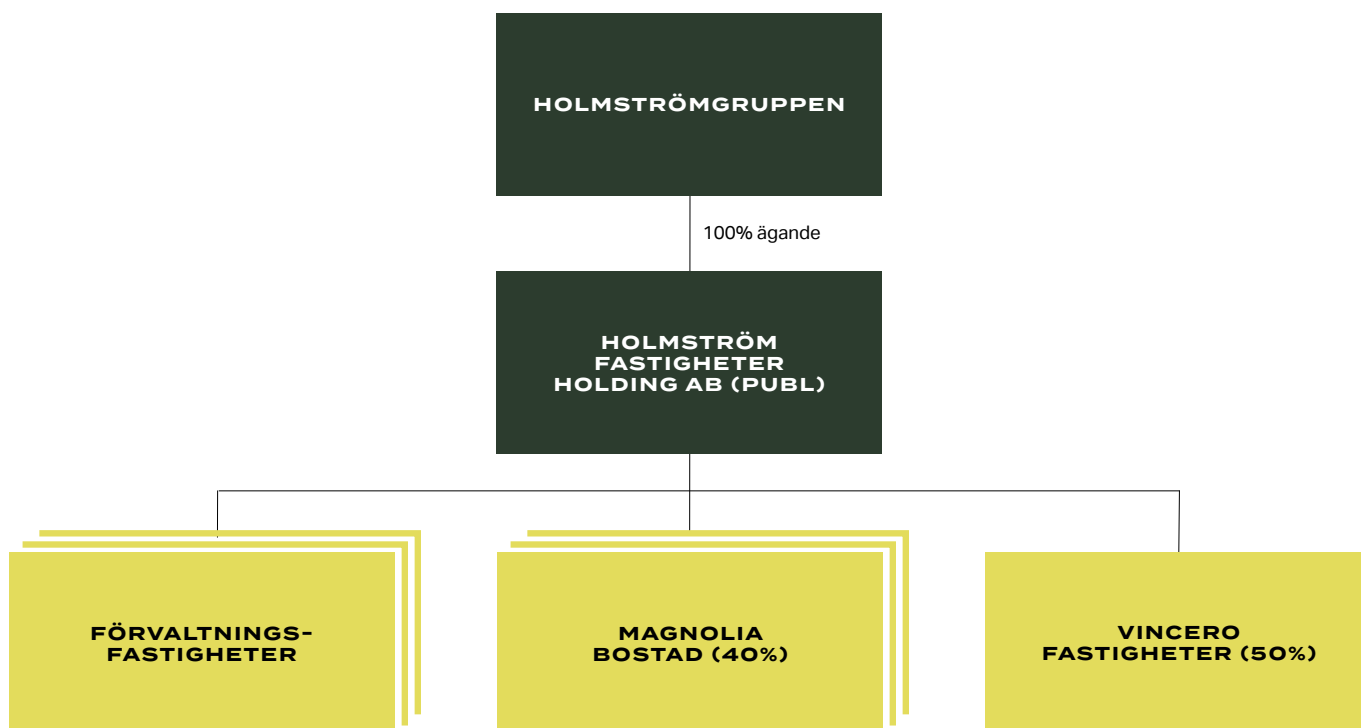 HOLMSTRÖMGRUPPEN
100% ägande
HOLMSTRÖM
FASTIGHETER
HOLDING AB (PUBL)
FÖRVALTNINGS-
FASTIGHETER
MAGNOLIA
BOSTAD (40%)
VINCERO
FASTIGHETER (50%)